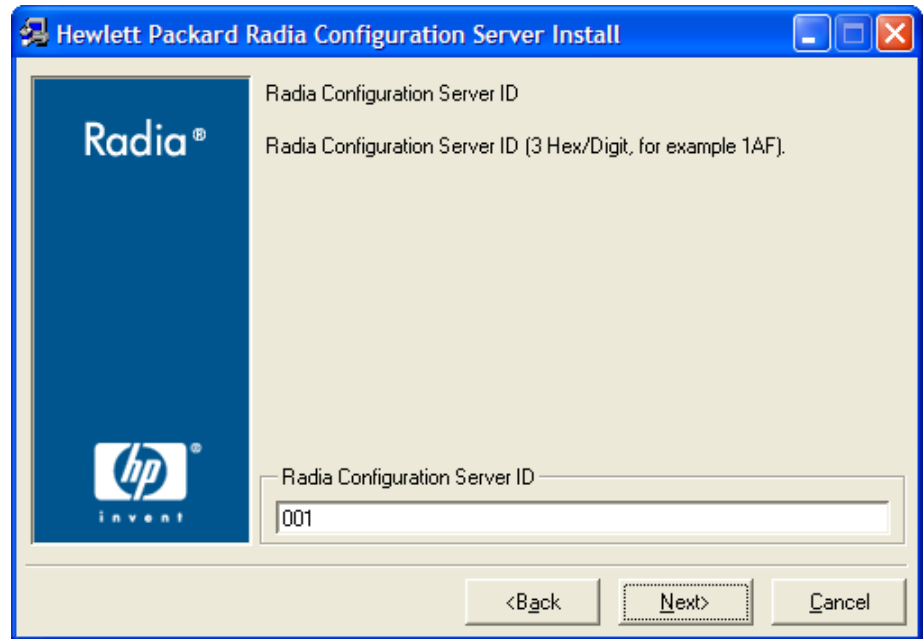 Hewlett Packard Radia Configuration Server Install
Radia®
Radia Configuration Server ID
Radia Configuration Server ID (3 Hex/Digit, for example 1AF).
hp®
invent
Radia Configuration Server ID
001
<Back
Next>
Cancel